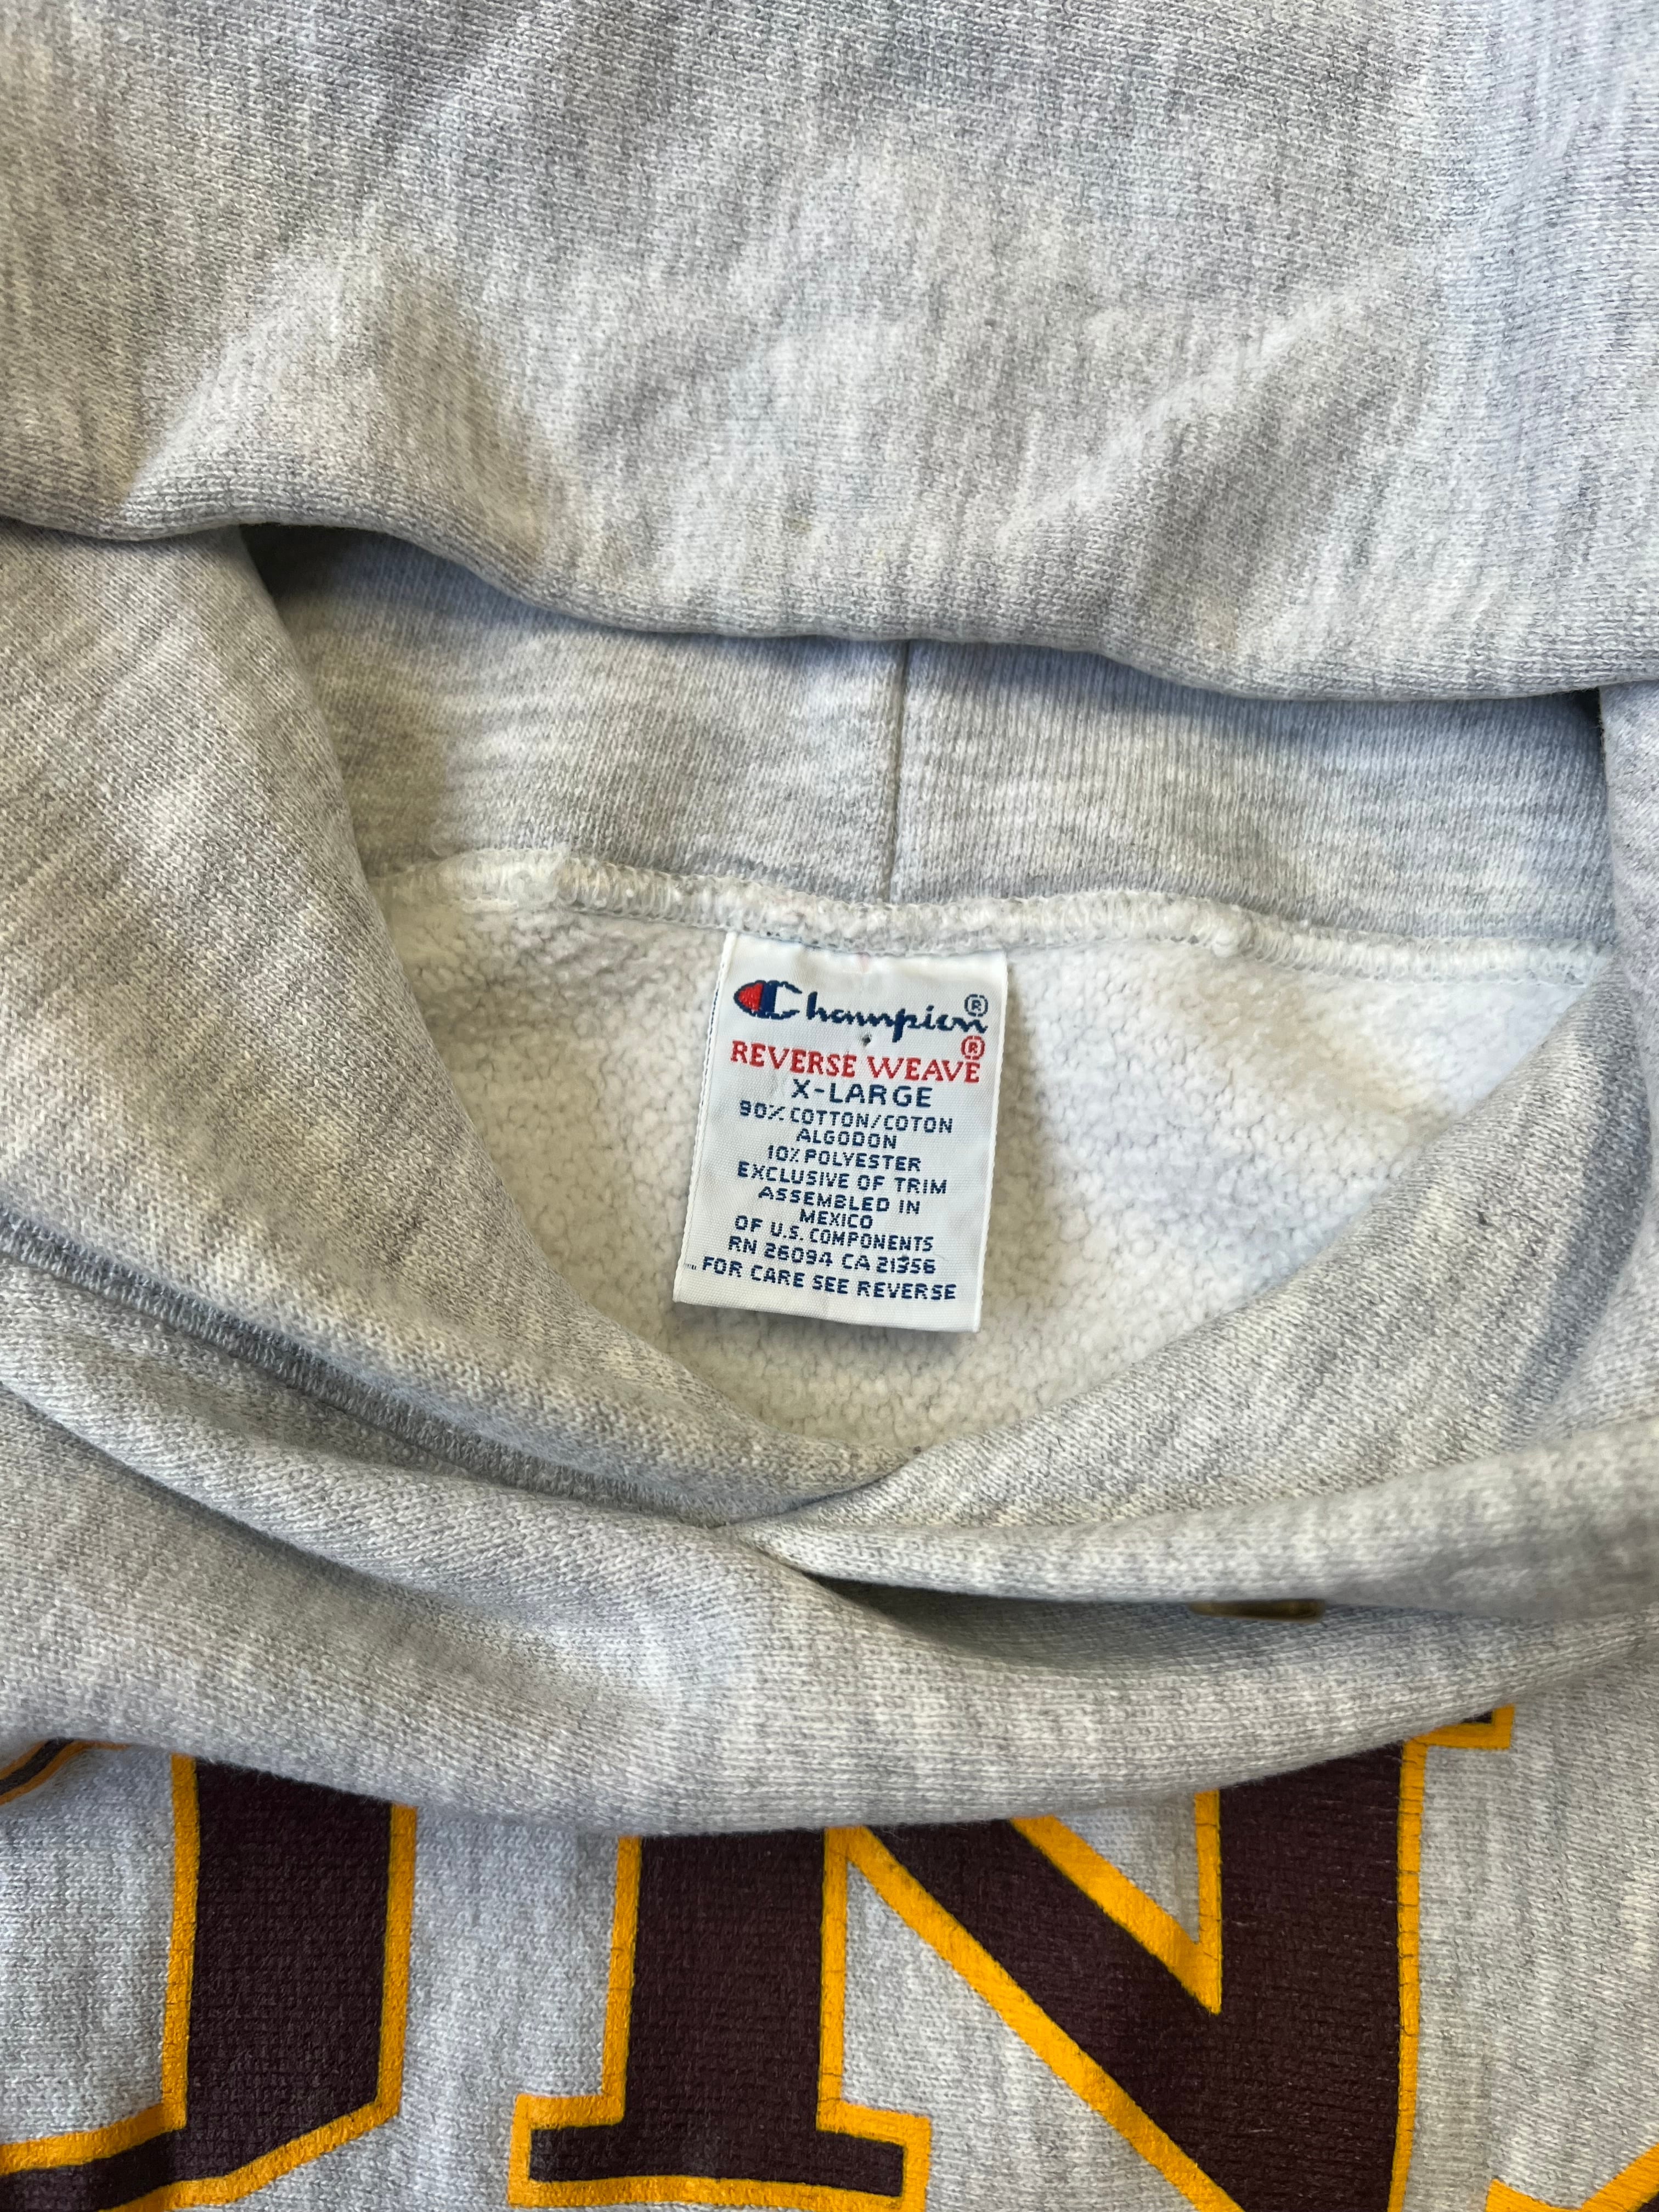 Champion®
REVERSE WEAVE®
X-LARGE
90% COTTON/COTON
ALGODON
10% POLYESTER
EXCLUSIVE OF TRIM
ASSEMBLED IN
MEXICO
OF U.S. COMPONENTS
RN 26094 CA 21356
FOR CARE SEE REVERSE
IN